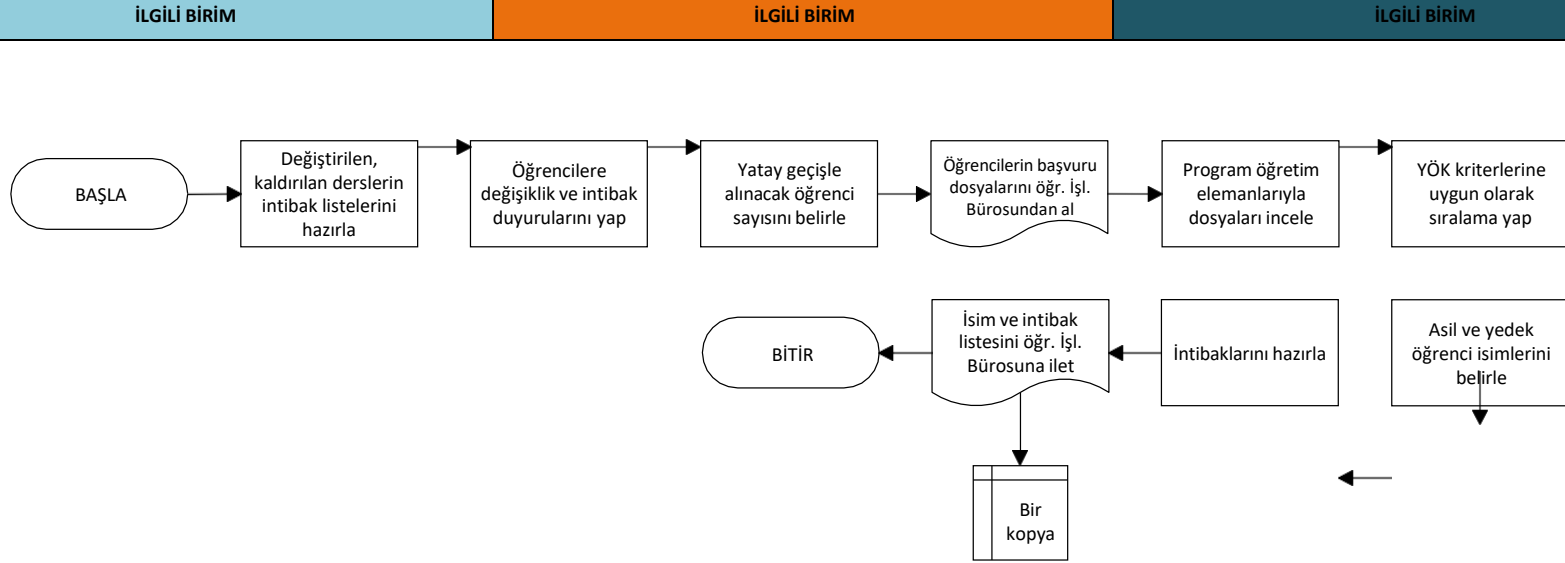 İLGİLİ BİRİM
İLGİLİ BİRİM
İLGİLİ BİRİM
BAŞLA
Değiştirilen,
kaldırılan derslerin
intibak listelerini
hazırla
Öğrencilere
değişiklik ve intibak
duyurularını yap
Yatay geçişle
alınacak öğrenci
sayısını belirle
Öğrencilerin başvuru
dosyalarını öğr. İşl.
Bürosundan al
Program öğretim
elemanlarıyla
dosyaları incele
YÖK kriterlerine
uygun olarak
sıralama yap
BİTİR
İsim ve intibak
listesini öğr. İşl.
Bürosuna ilet
İntibaklarını hazırla
Asil ve yedek
öğrenci isimlerini
belirle
Bir
kopya